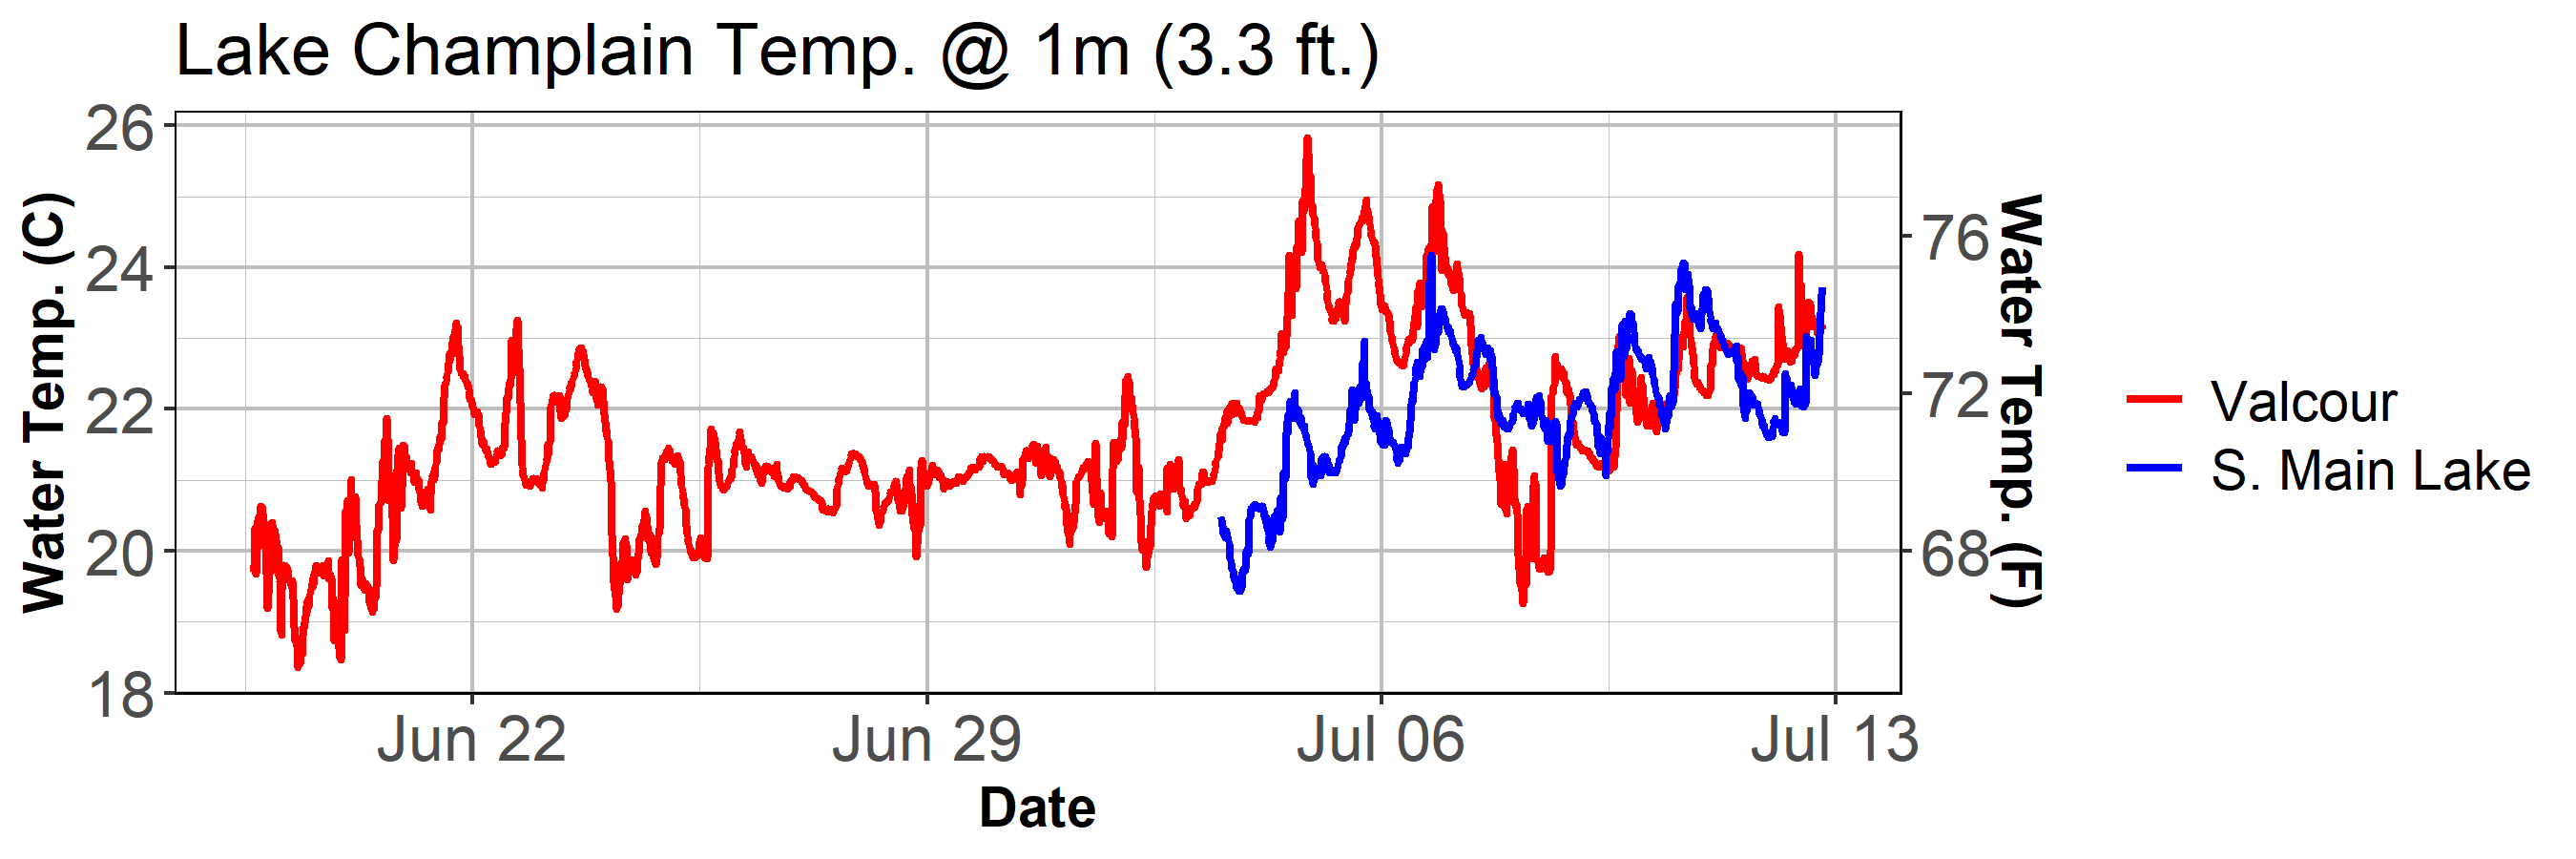 Lake Champlain Temp. @ 1m (3.3 ft.)
Water Temp. (C)
26
24
22
20
18
76
72
68
Water Temp. (F)
Jun 22
Jun 29
Jul 06
Jul 13
Date
Valcour
S. Main Lake